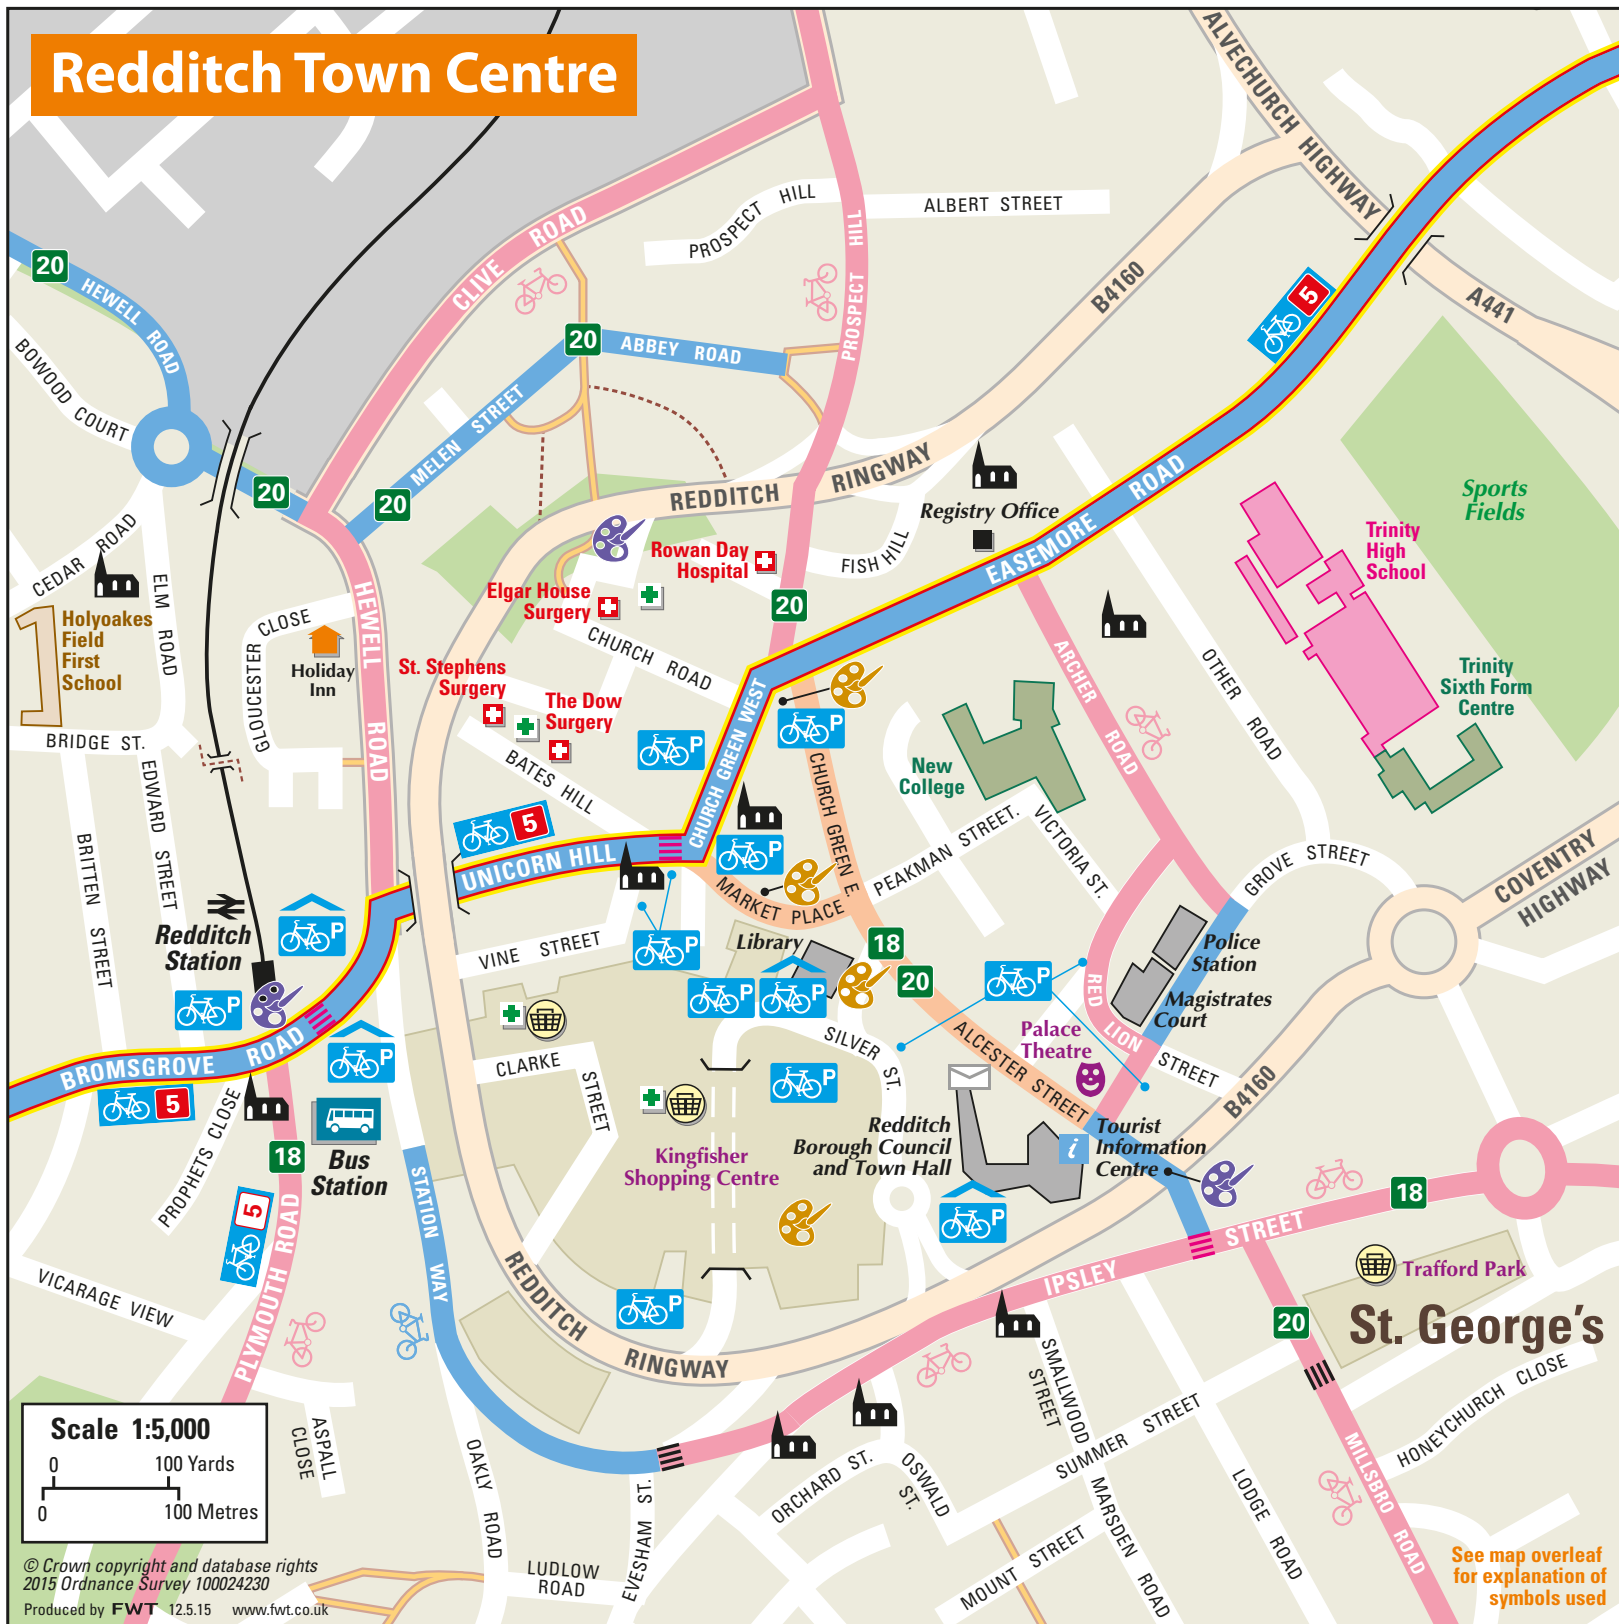 Redditch Town Centre
ALVECHURCH HIGHWAY
PROSPECT HILL
ALBERT STREET
CLIVE ROAD
PROSPECT HILL
B4160
A441
20
HEWELL ROAD
5
20
ABBEY ROAD
BOWOOD COURT
MELEN STREET
REDDITCH RINGWAY
20
20
EASEMORE ROAD
Registry Office
Sports
Fields
Trinity
High
School
CEDAR ROAD
ELM ROAD
Rowan Day
Hospital
FISH HILL
Elgar House
Surgery
20
Holyoakes
Field
First
School
GLOUCESTER CLOSE
Holiday
Inn
HEWELL ROAD
CHURCH ROAD
St. Stephens
Surgery
The Dow
Surgery
ARCHER ROAD
OTHER ROAD
Trinity
Sixth Form
Centre
BRIDGE ST.
EDWARD STREET
BRITTEN STREET
BATES HILL
P
P
CHURCH GREEN WEST
CHURCH GREEN E.
New
College
5
UNICORN HILL
P
PEAKMAN STREET.
VICTORIA ST.
GROVE STREET
COVENTRY
HIGHWAY
MARKET PLACE
P
Redditch
Station
VINE STREET
P
Library
18
20
P
P
P
P
Police
Station
Magistrates
Court
RED LION STREET
P
BROMSGROVE ROAD
P
5
CLARKE STREET
SILVER ST.
P
ALCESTER STREET
Palace
Theatre
B4160
PROPHETS CLOSE
Redditch
Borough Council
and Town Hall
i
Tourist
Information
Centre
18
Bus
Station
Kingfisher
Shopping Centre
STATION WAY
5
PLYMOUTH ROAD
P
18
IPSLEY STREET
REDDITCH RINGWAY
P
Trafford Park
20
St. George's
VICARAGE VIEW
SMALLWOOD STREET
SUMMER STREET
HONEYCHURCH CLOSE
MILLSBRO ROAD
ASPALL CLOSE
OAKLY ROAD
EVESHAM ST.
ORCHARD ST.
OSWALD ST.
MARSDEN ROAD
LODGE ROAD
MOUNT STREET
LUDLOW
ROAD
Scale 1:5,000
0 100 Yards
0 100 Metres
© Crown copyright and database rights
2015 Ordnance Survey 100024230
Produced by FWT 12.5.15 www.fwt.co.uk
See map overleaf
for explanation of
symbols used